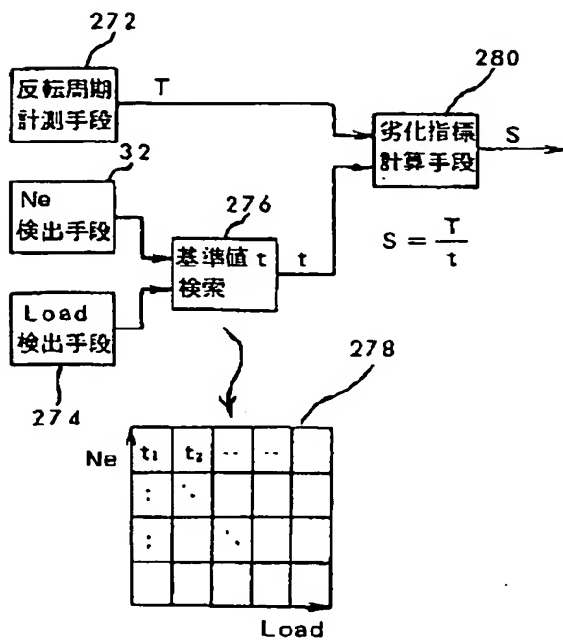 272
反転周期
計測手段
T
280
劣化指標
計算手段
S
32
Ne
検出手段
276
基準値 t
検索
t
S = T/t
Load
検出手段
274
278
Ne
t₁ t₂ -- --
: ⋱
: ⋱
Load